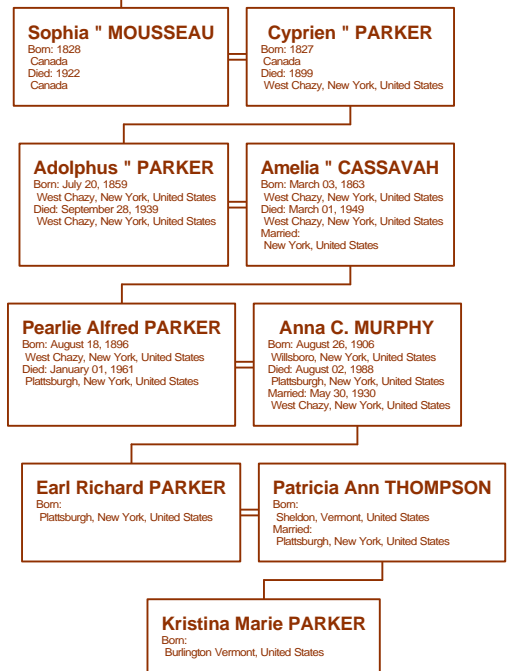 Sophia " MOUSSEAU
Born: 1828
Canada
Died: 1922
Canada
Cyprien " PARKER
Born: 1827
Canada
Died: 1899
West Chazy, New York, United States
Adolphus " PARKER
Born: July 20, 1859
West Chazy, New York, United States
Died: September 28, 1939
West Chazy, New York, United States
Amelia " CASSAVAH
Born: March 03, 1863
West Chazy, New York, United States
Died: March 01, 1949
West Chazy, New York, United States
Married:
New York, United States
Pearlie Alfred PARKER
Born: August 18, 1896
West Chazy, New York, United States
Died: January 01, 1961
Plattsburgh, New York, United States
Anna C. MURPHY
Born: August 26, 1906
Willsboro, New York, United States
Died: August 02, 1988
Plattsburgh, New York, United States
Married: May 30, 1930
West Chazy, New York, United States
Earl Richard PARKER
Born:
Plattsburgh, New York, United States
Patricia Ann THOMPSON
Born:
Sheldon, Vermont, United States
Married:
Plattsburgh, New York, United States
Kristina Marie PARKER
Born:
Burlington Vermont, United States